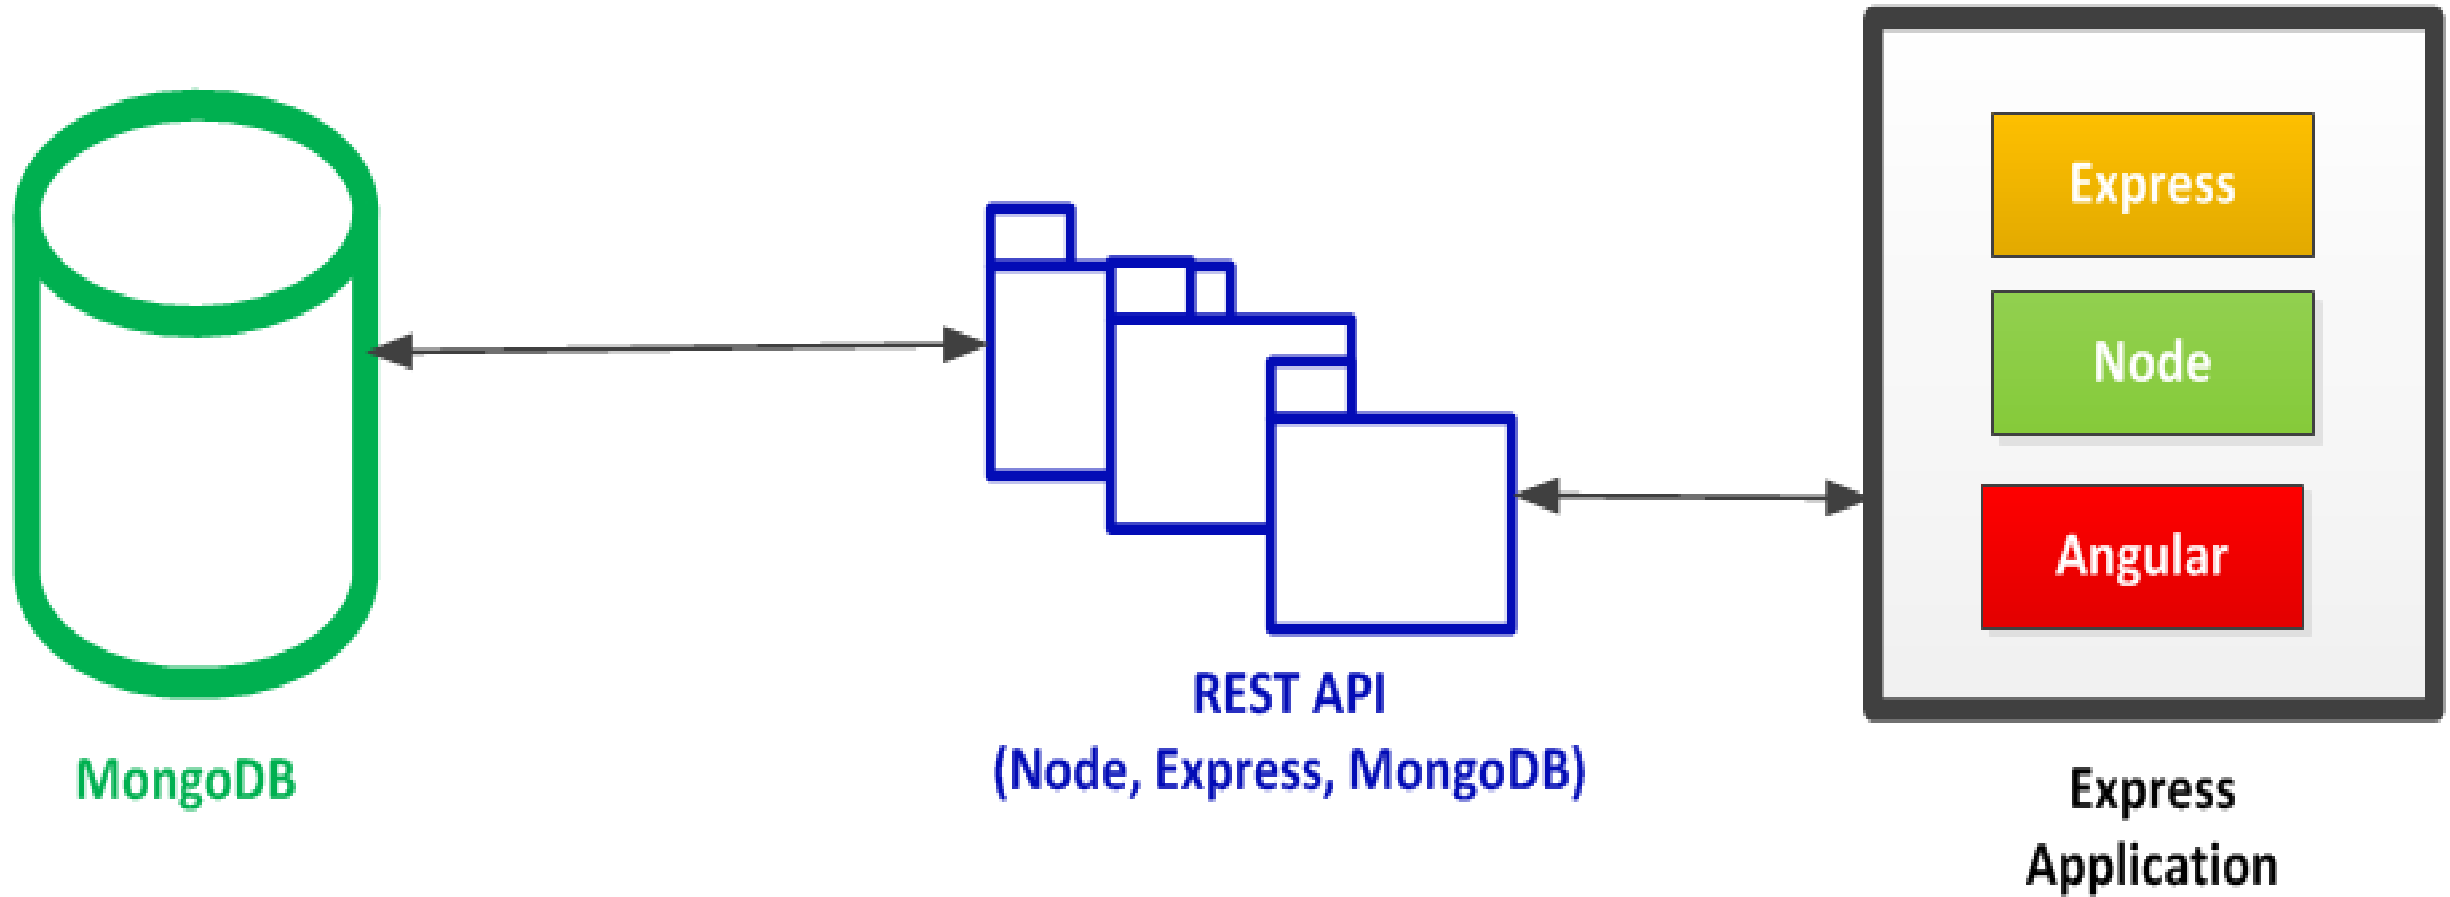 MongoDB
REST API
(Node, Express, MongoDB)
Express
Node
Angular
Express
Application